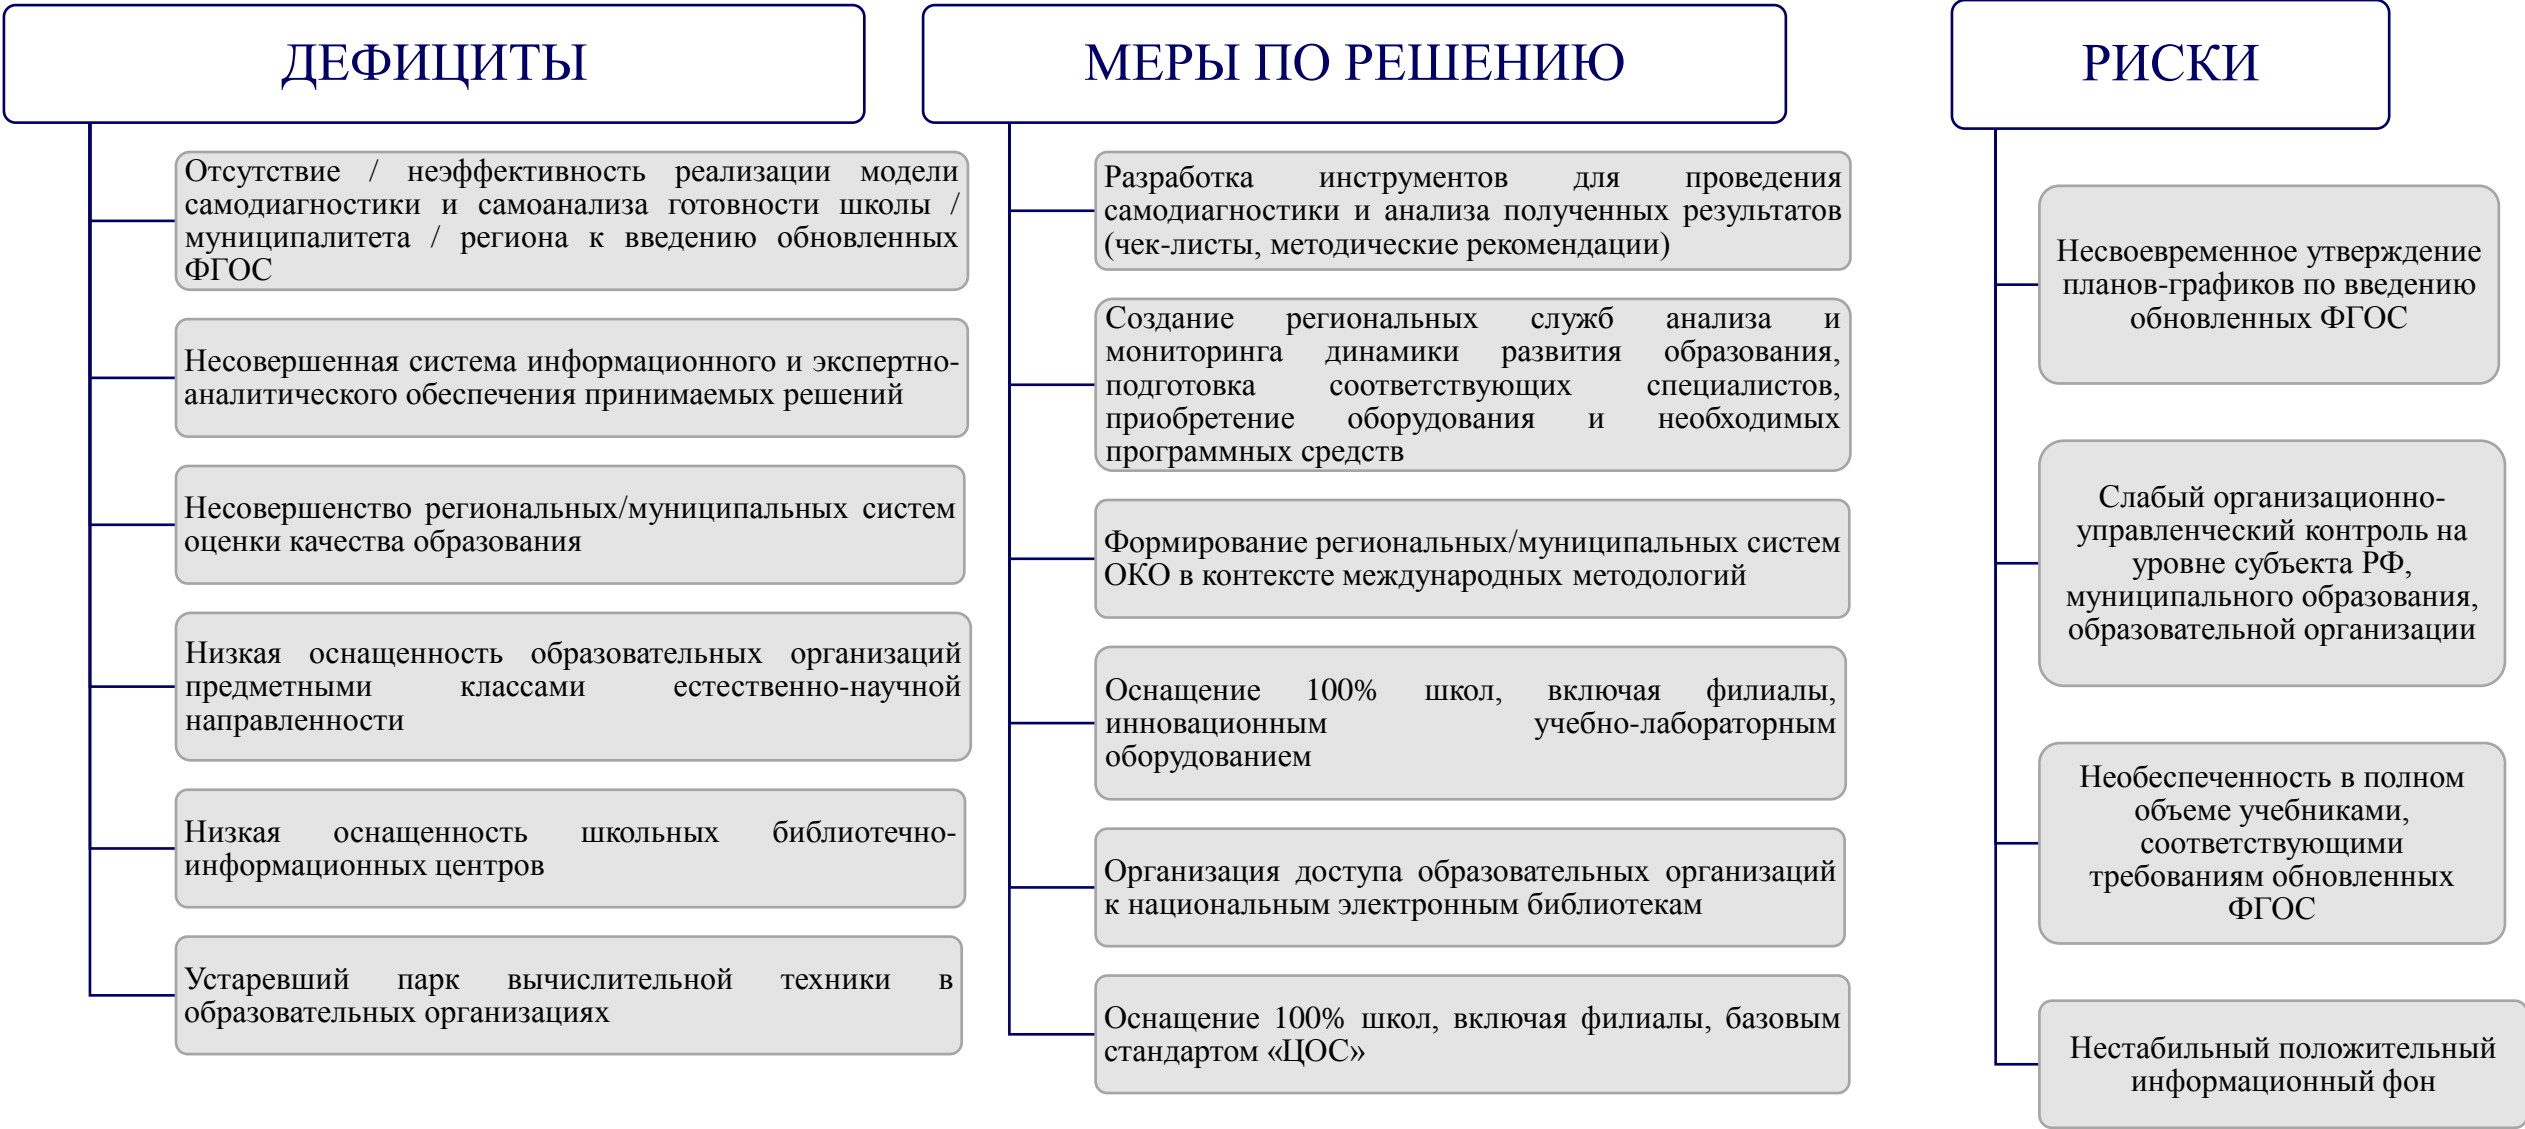 ДЕФИЦИТЫ
Отсутствие / неэффективность реализации модели
самодиагностики и самоанализа готовности школы /
муниципалитета / региона к введению обновленных
ФГОС
Несовершенная система информационного и экспертно-
аналитического обеспечения принимаемых решений
Несовершенство региональных/муниципальных систем
оценки качества образования
Низкая оснащенность образовательных организаций
предметными классами естественно-научной
направленности
Низкая оснащенность школьных библиотечно-
информационных центров
Устаревший парк вычислительной техники в
образовательных организациях
МЕРЫ ПО РЕШЕНИЮ
Разработка инструментов для проведения
самодиагностики и анализа полученных результатов
(чек-листы, методические рекомендации)
Создание региональных служб анализа и
мониторинга динамики развития образования,
подготовка соответствующих специалистов,
приобретение оборудования и необходимых
программных средств
Формирование региональных/муниципальных систем
ОКО в контексте международных методологий
Оснащение 100% школ, включая филиалы,
инновационным учебно-лабораторным
оборудованием
Организация доступа образовательных организаций
к национальным электронным библиотекам
Оснащение 100% школ, включая филиалы, базовым
стандартом «ЦОС»
РИСКИ
Несвоевременное утверждение
планов-графиков по введению
обновленных ФГОС
Слабый организационно-
управленческий контроль на
уровне субъекта РФ,
муниципального образования,
образовательной организации
Необеспеченность в полном
объеме учебниками,
соответствующими
требованиям обновленных
ФГОС
Нестабильный положительный
информационный фон